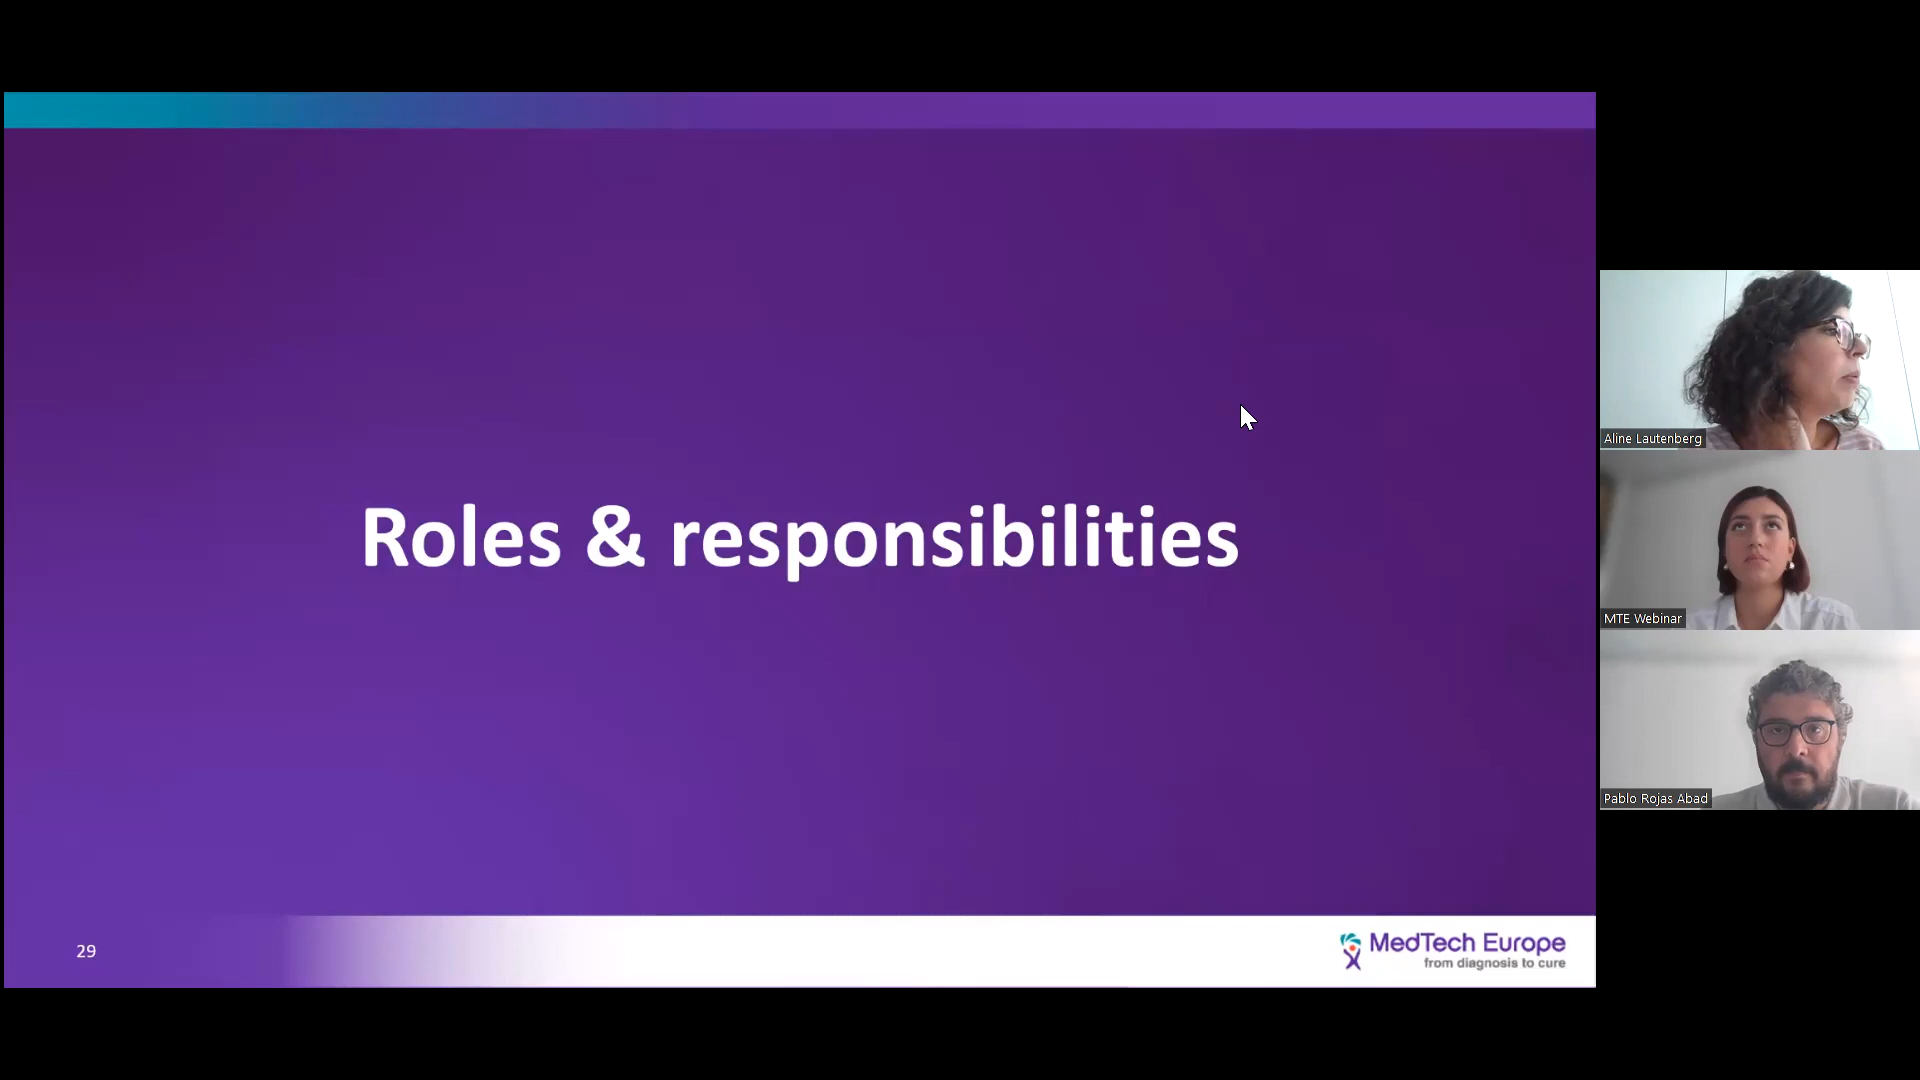 Roles & responsibilities
29
MedTech Europe
from diagnosis to cure
Aline Lautenberg
MTE Webinar
Pablo Rojas Abad